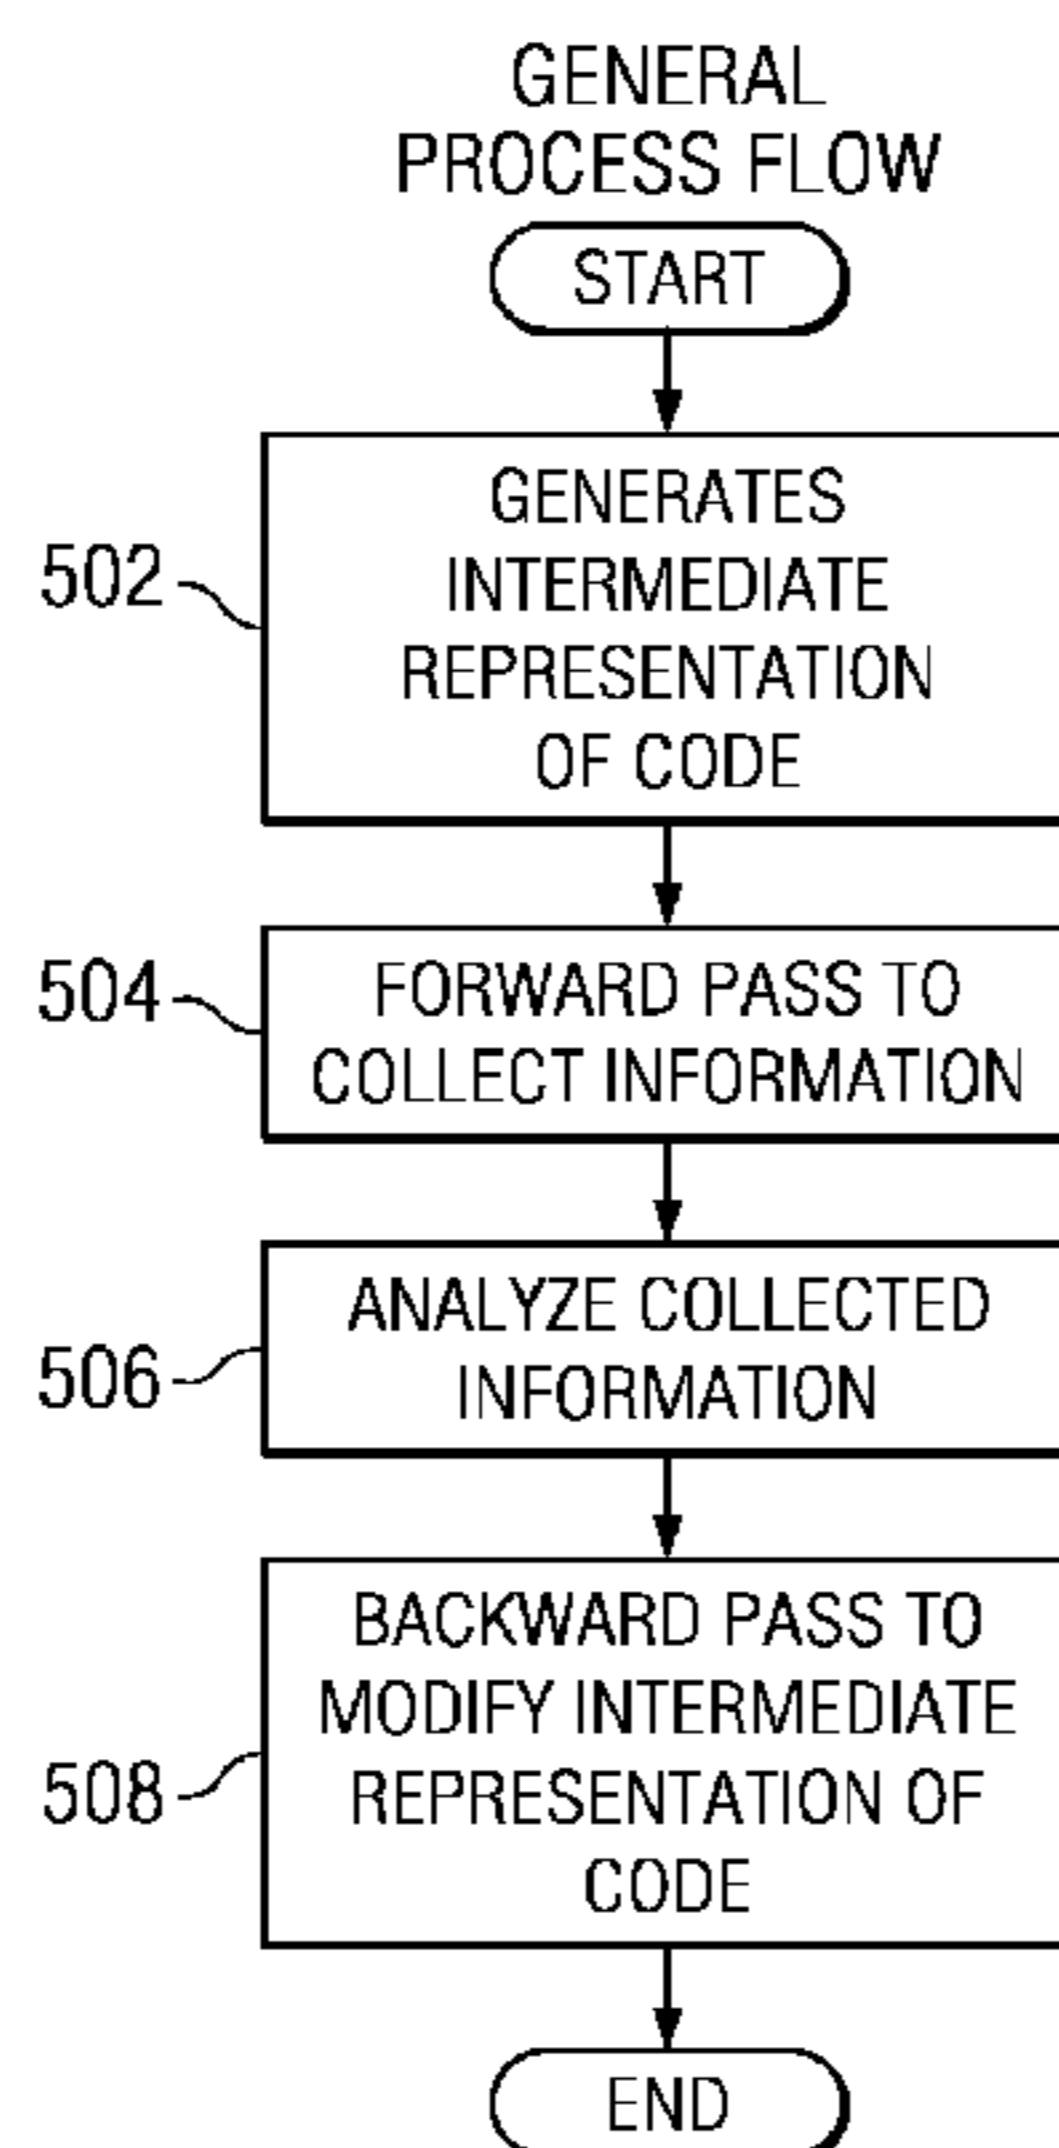 GENERAL
PROCESS FLOW
START
502
GENERATES
INTERMEDIATE
REPRESENTATION
OF CODE
504
FORWARD PASS TO
COLLECT INFORMATION
506
ANALYZE COLLECTED
INFORMATION
508
BACKWARD PASS TO
MODIFY INTERMEDIATE
REPRESENTATION OF
CODE
END